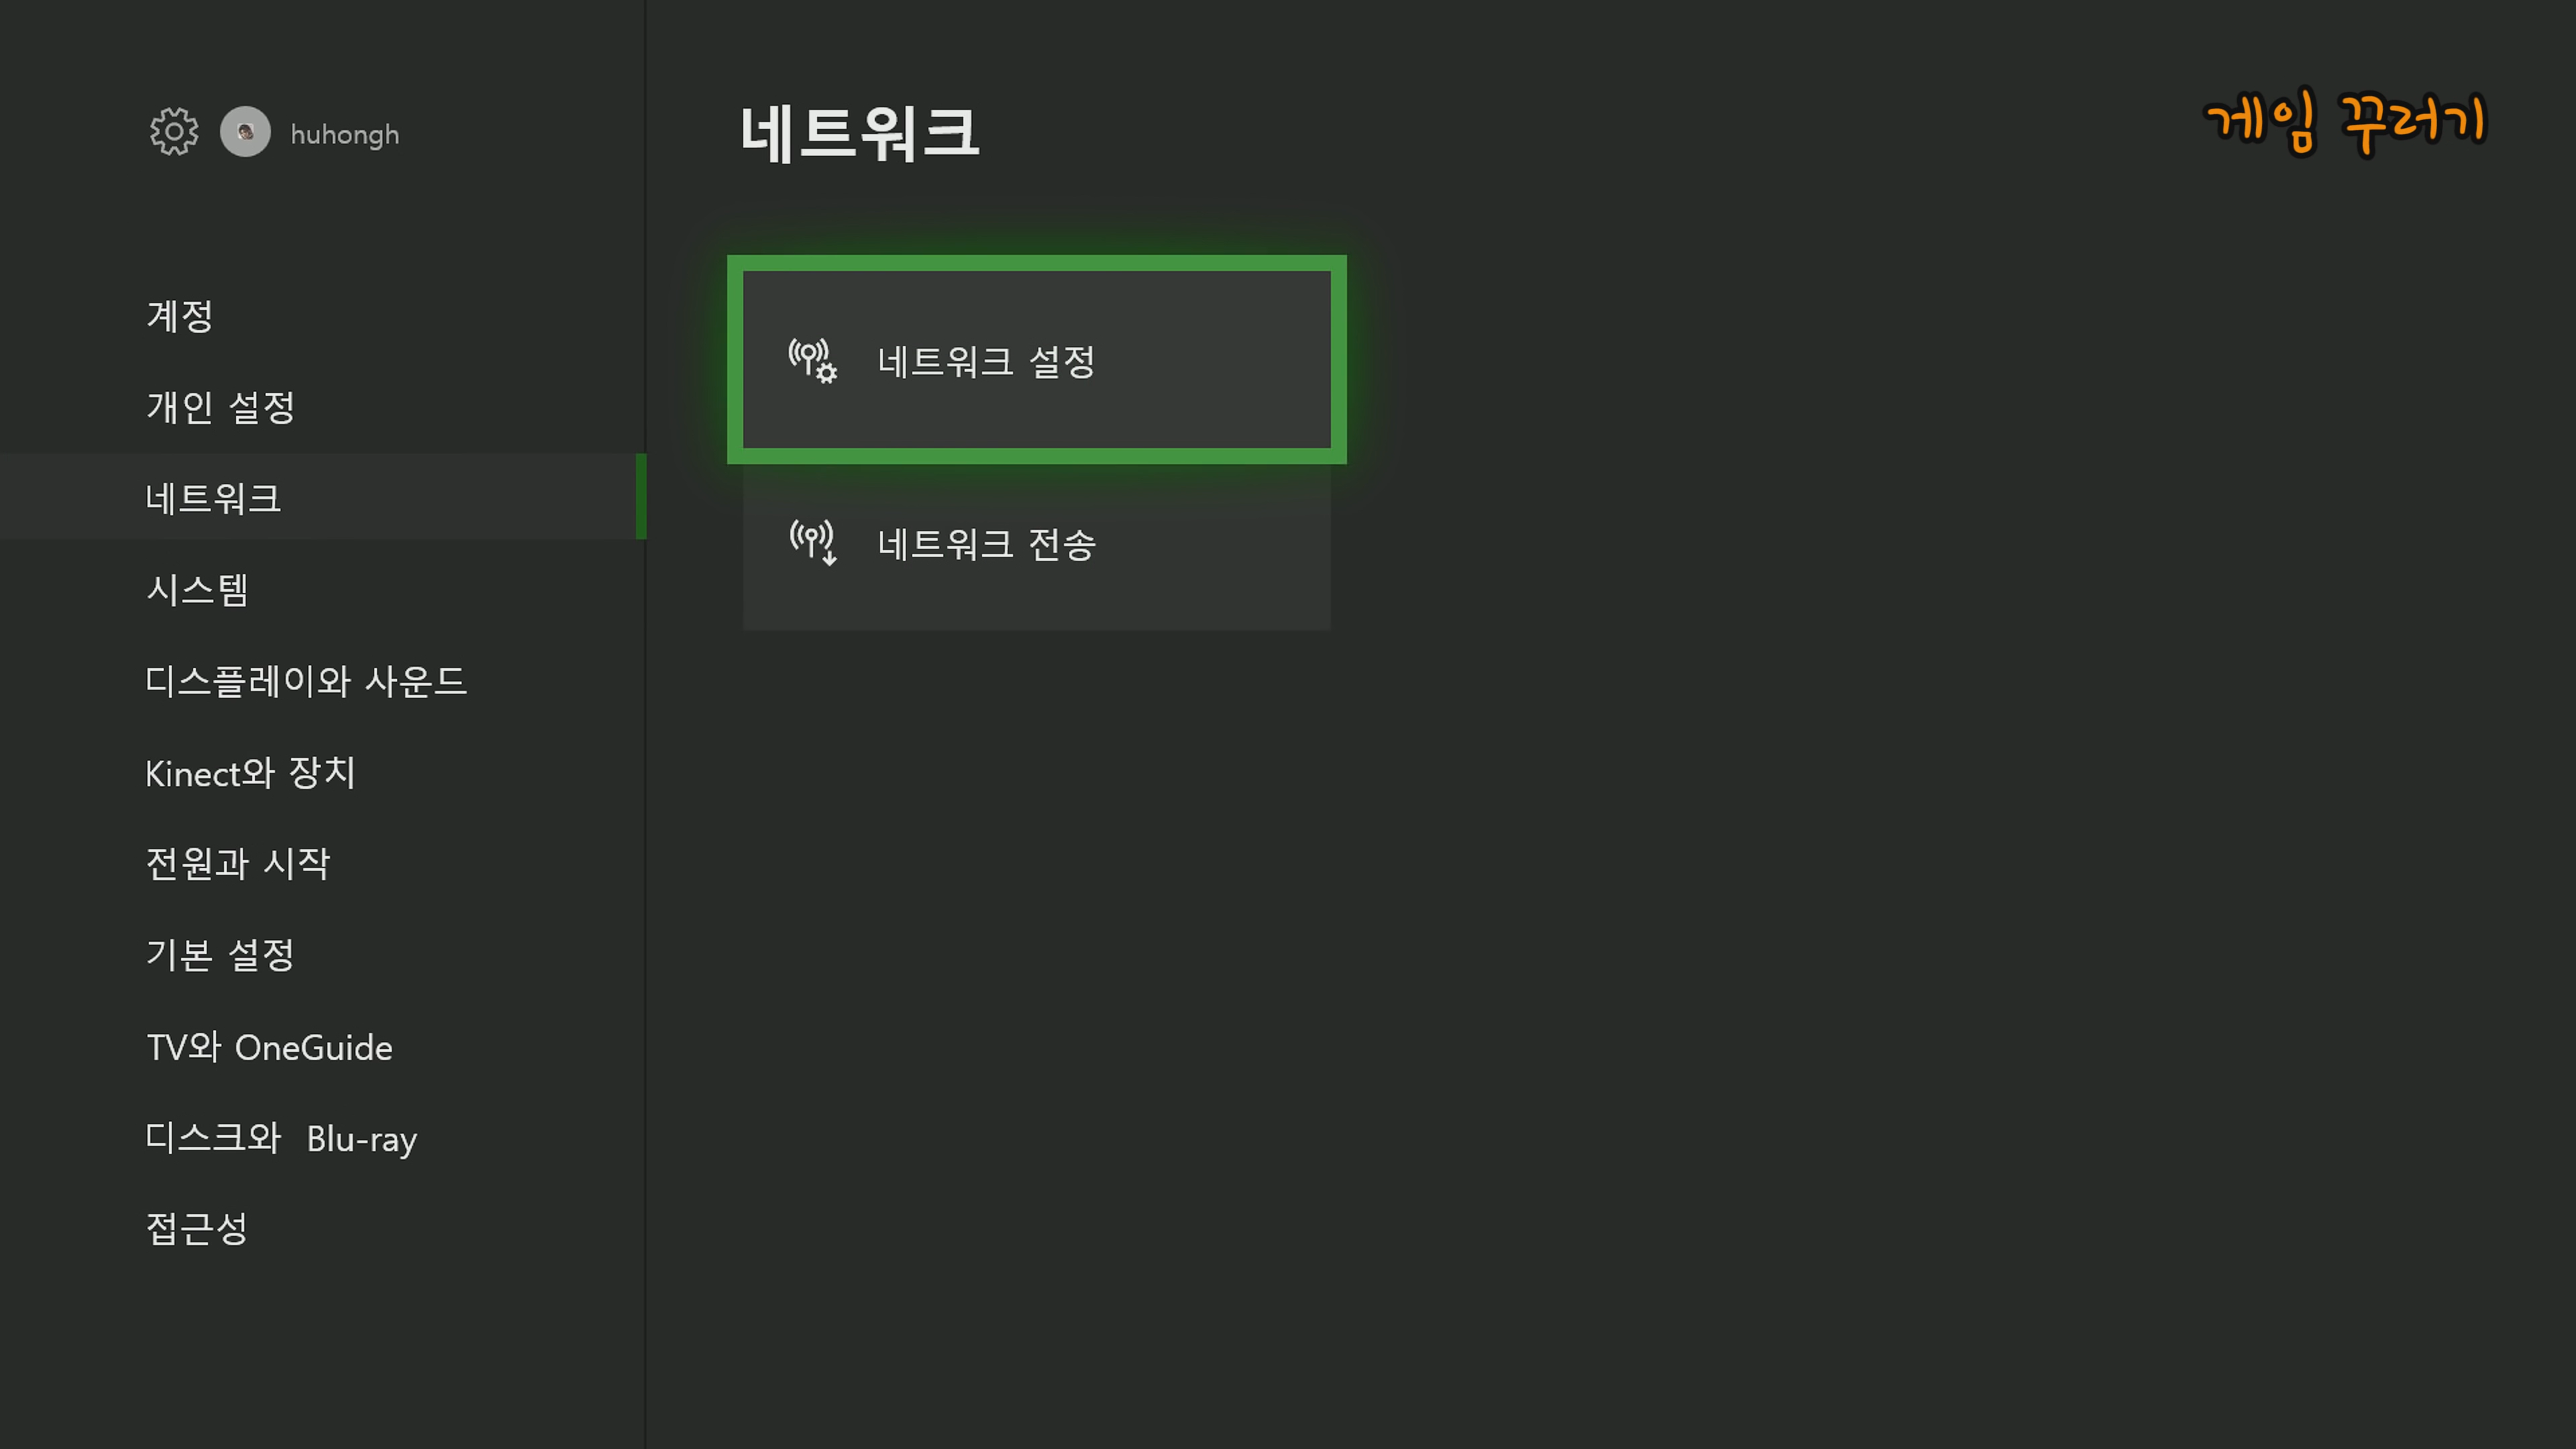 huhongh
계정
개인 설정
네트워크
시스템
디스플레이와 사운드
Kinect와 장치
전원과 시작
기본 설정
TV와 OneGuide
디스크와 Blu-ray
접근성
네트워크
네트워크 설정
네트워크 전송
게임 꾸러기